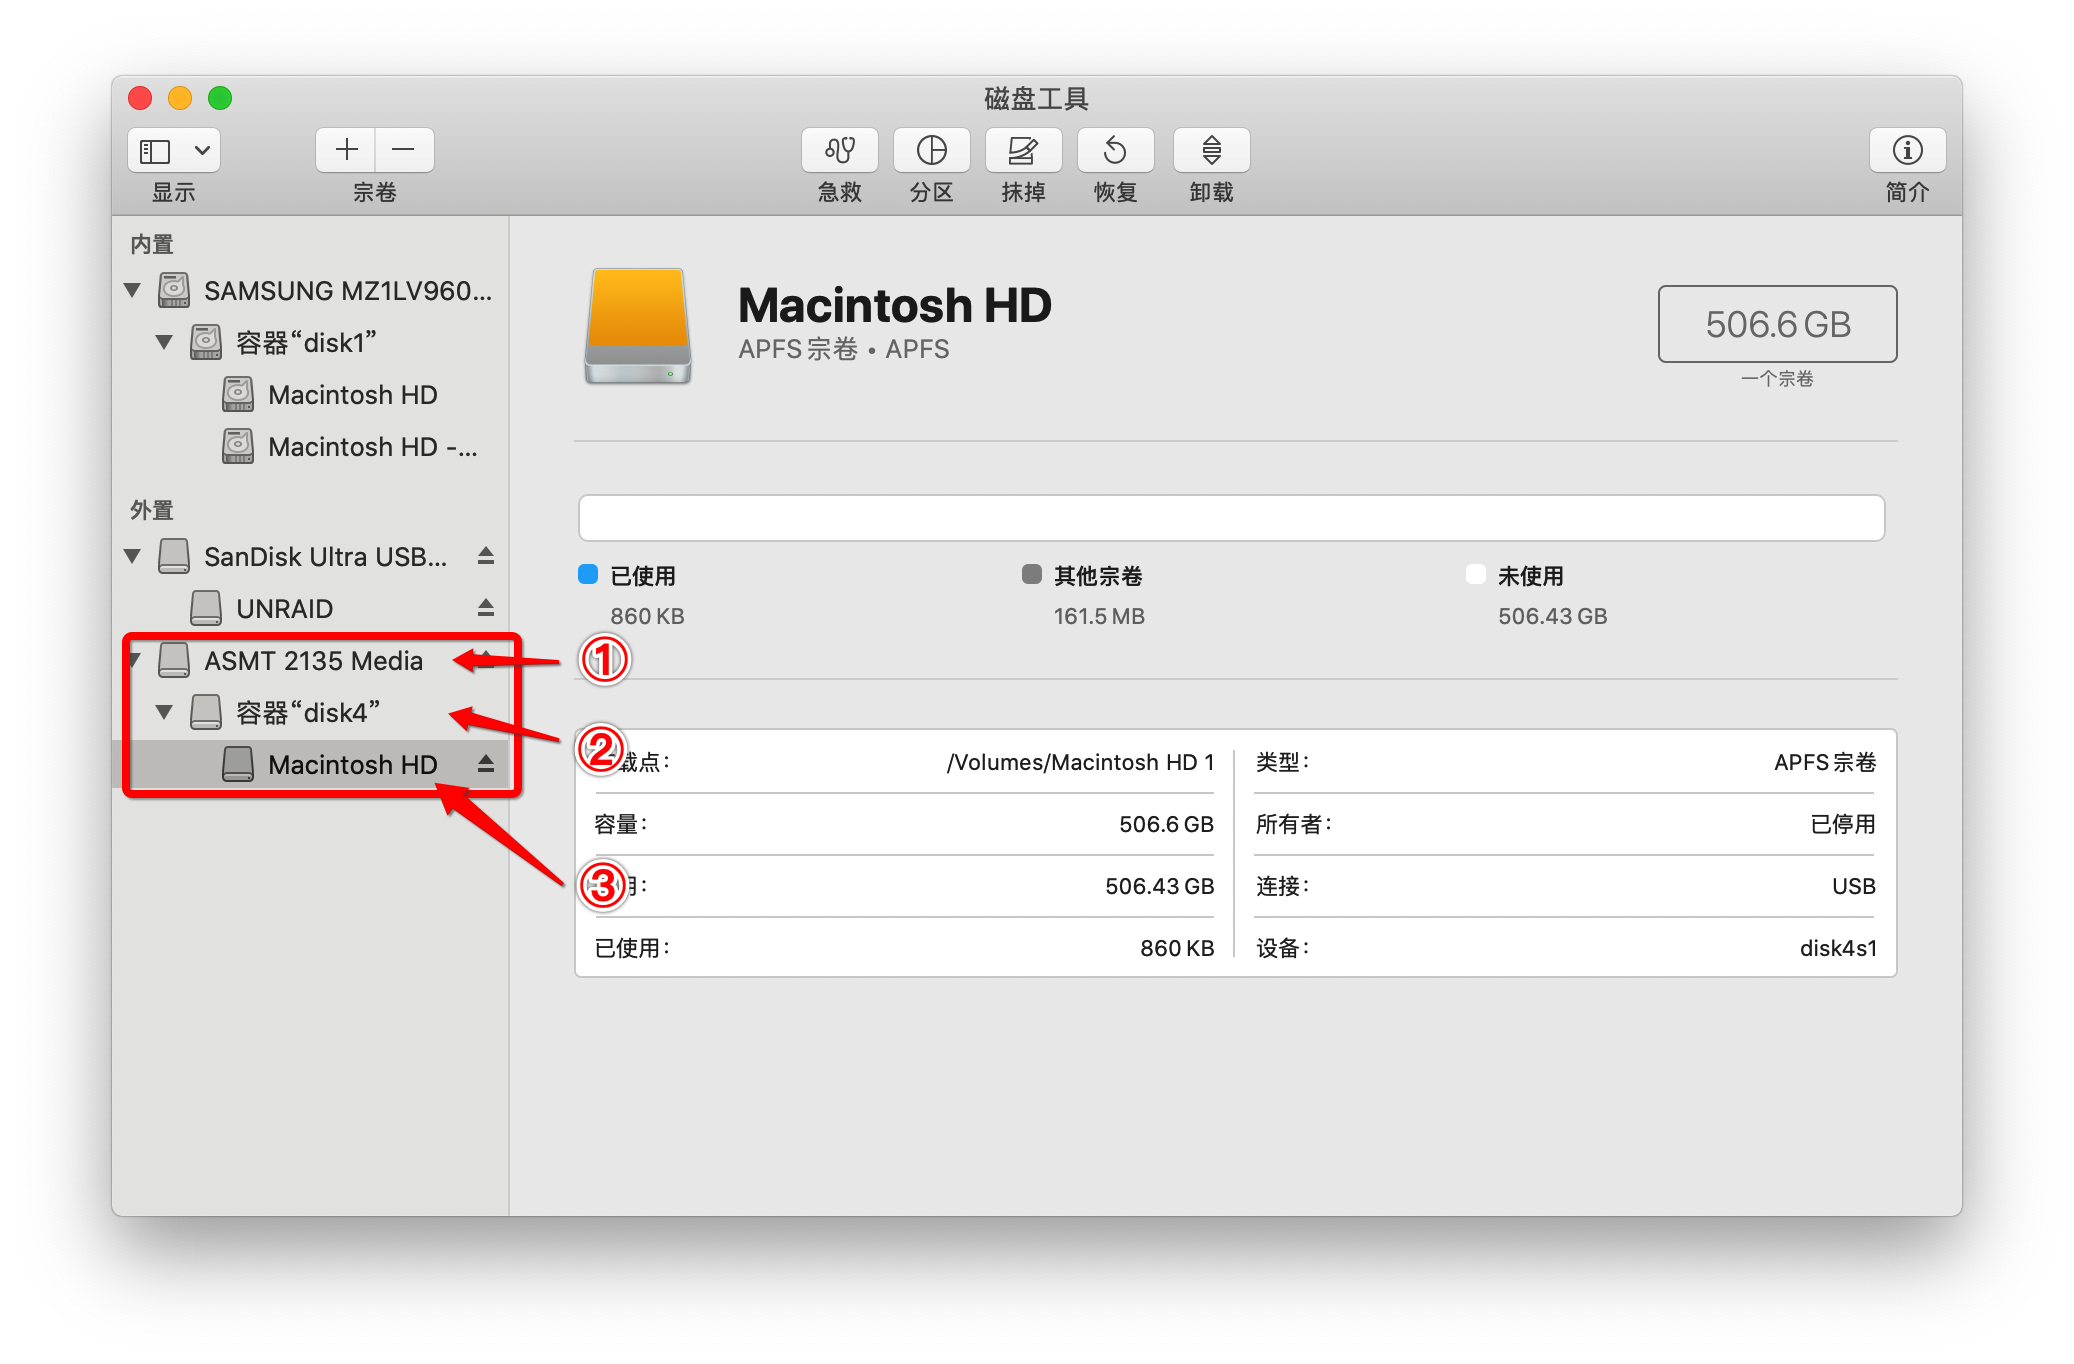 磁盘工具
显示
宗卷
急救
分区
抹掉
恢复
卸载
简介
内置
SAMSUNG MZ1LV960...
容器“disk1”
Macintosh HD
Macintosh HD -...
外置
SanDisk Ultra USB...
UNRAID
ASMT 2135 Media
容器“disk4”
Macintosh HD
①
②
③
Macintosh HD
APFS 宗卷 • APFS
506.6 GB
一个宗卷
已使用
860 KB
其他宗卷
161.5 MB
未使用
506.43 GB
载点：
/Volumes/Macintosh HD 1
类型：
APFS 宗卷
容量：
506.6 GB
所有者：
已停用
用：
506.43 GB
连接：
USB
已使用：
860 KB
设备：
disk4s1